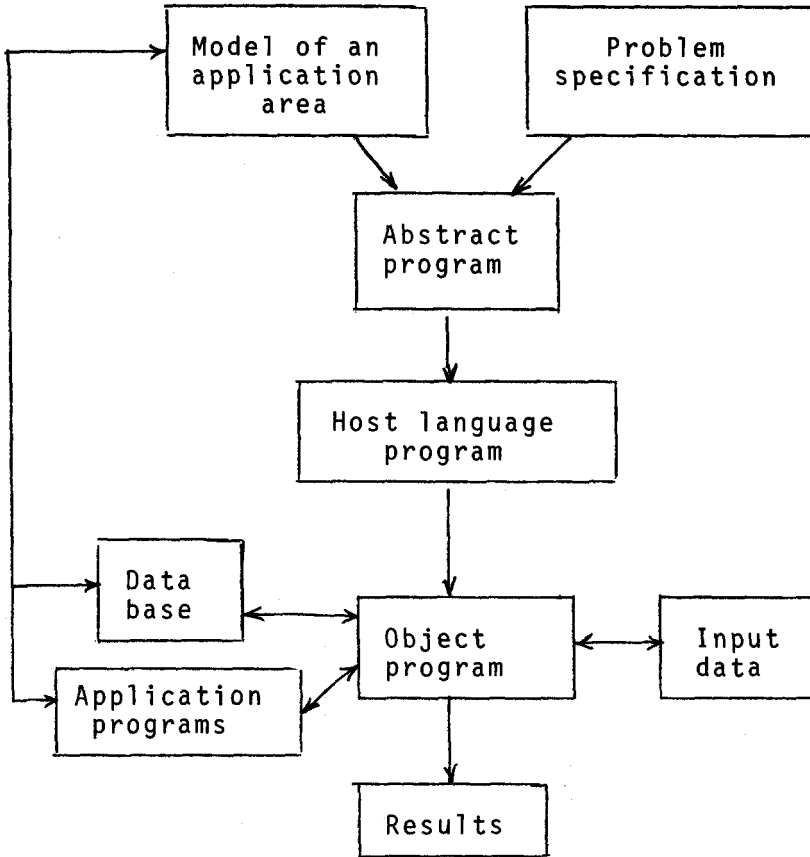 Model of an
application
area
Problem
specification
Abstract
program
Host language
program
Data
base
Object
program
Input
data
Application
programs
Results